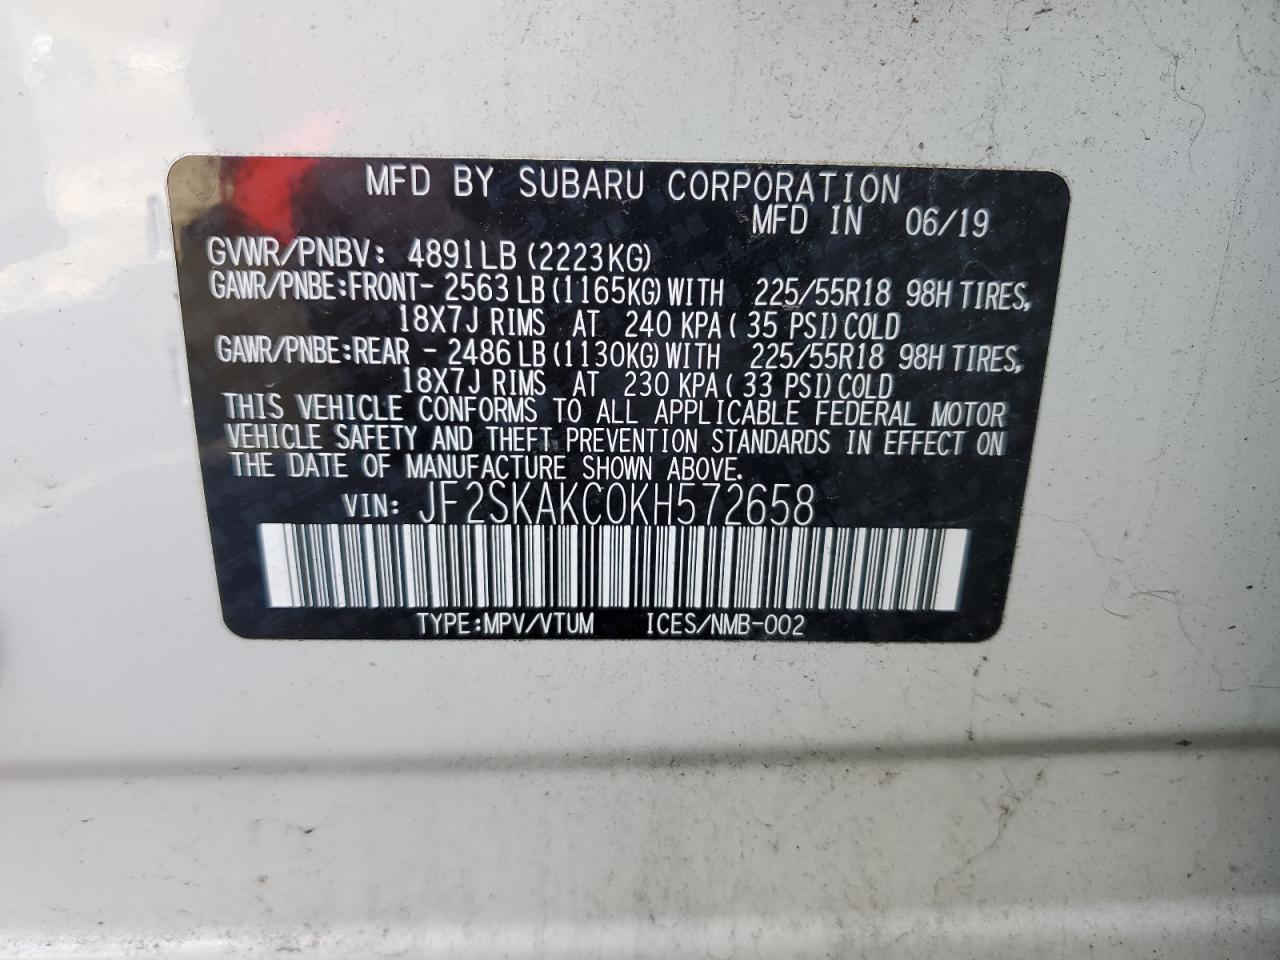 MFD BY SUBARU CORPORATION
MFD IN 06/19
GVWR/PNBV: 4891LB(2223KG)
GAWR/PNBE:FRONT- 2563LB(1165KG)WITH 225/55R18 98H TIRES,
18X7J RIMS AT 240 KPA( 35 PSI)COLD
GAWR/PNBE:REAR - 2486LB(1130KG)WITH 225/55R18 98H TIRES,
18X7J RIMS AT 230 KPA( 33 PSI)COLD
THIS VEHICLE CONFORMS TO ALL APPLICABLE FEDERAL MOTOR
VEHICLE SAFETY AND THEFT PREVENTION STANDARDS IN EFFECT ON
THE DATE OF MANUFACTURE SHOWN ABOVE.
VIN: JF2SKAKC0KH572658
TYPE:MPV/VTUM ICES/NMB-002